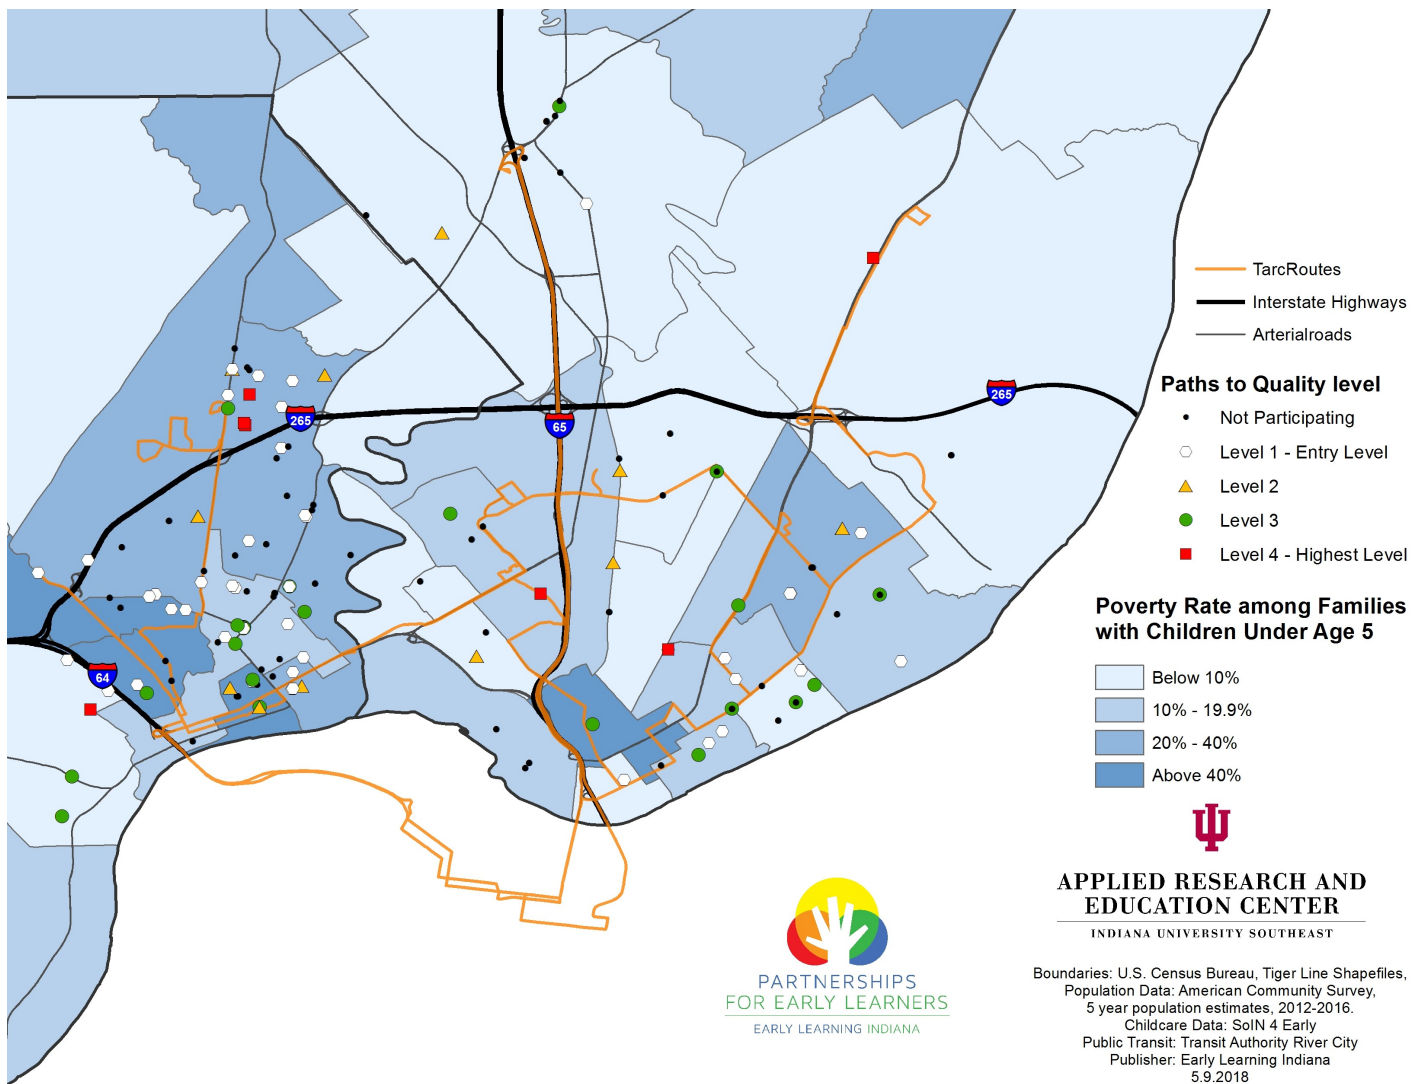 265
265
65
64
TarcRoutes
Interstate Highways
Arterialroads
Paths to Quality level
Not Participating
Level 1 - Entry Level
Level 2
Level 3
Level 4 - Highest Level
Poverty Rate among Families
with Children Under Age 5
Below 10%
10% - 19.9%
20% - 40%
Above 40%
APPLIED RESEARCH AND
EDUCATION CENTER
INDIANA UNIVERSITY SOUTHEAST
PARTNERSHIPS
FOR EARLY LEARNERS
EARLY LEARNING INDIANA
Boundaries: U.S. Census Bureau, Tiger Line Shapefiles,
Population Data: American Community Survey,
5 year population estimates, 2012-2016.
Childcare Data: SoIN 4 Early
Public Transit: Transit Authority River City
Publisher: Early Learning Indiana
5.9.2018